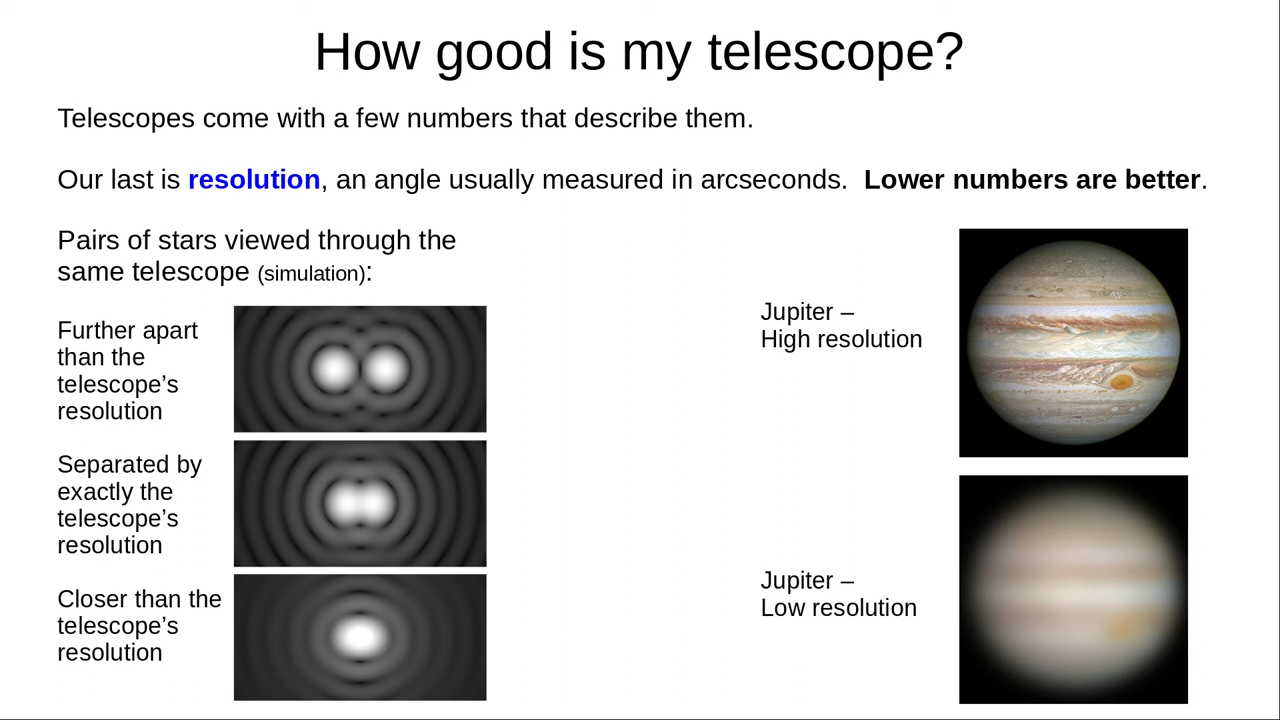 How good is my telescope?
Telescopes come with a few numbers that describe them.
Our last is resolution, an angle usually measured in arcseconds.  Lower numbers are better.
Pairs of stars viewed through the
same telescope (simulation):
Further apart
than the
telescope’s
resolution
Separated by
exactly the
telescope’s
resolution
Closer than the
telescope’s
resolution
Jupiter –
High resolution
Jupiter –
Low resolution